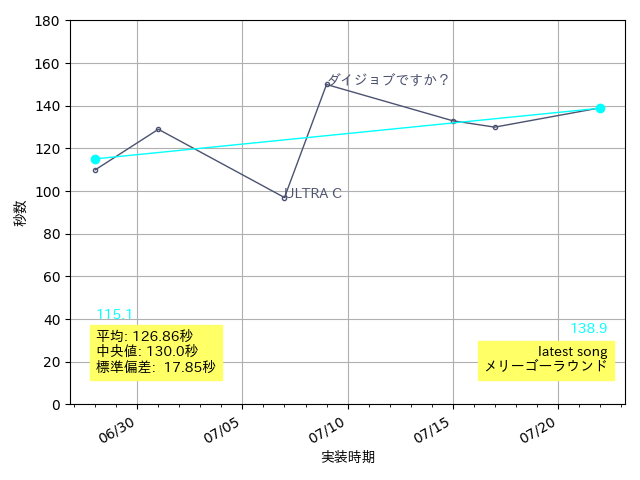 180
160
140
120
100
80
60
40
20
0
秒数
ダイジョブですか？
ULTRA C
115.1
平均: 126.86秒
中央値: 130.0秒
標準偏差: 17.85秒
138.9
latest song
メリーゴーラウンド
06/30
07/05
07/10
07/15
07/20
実装時期